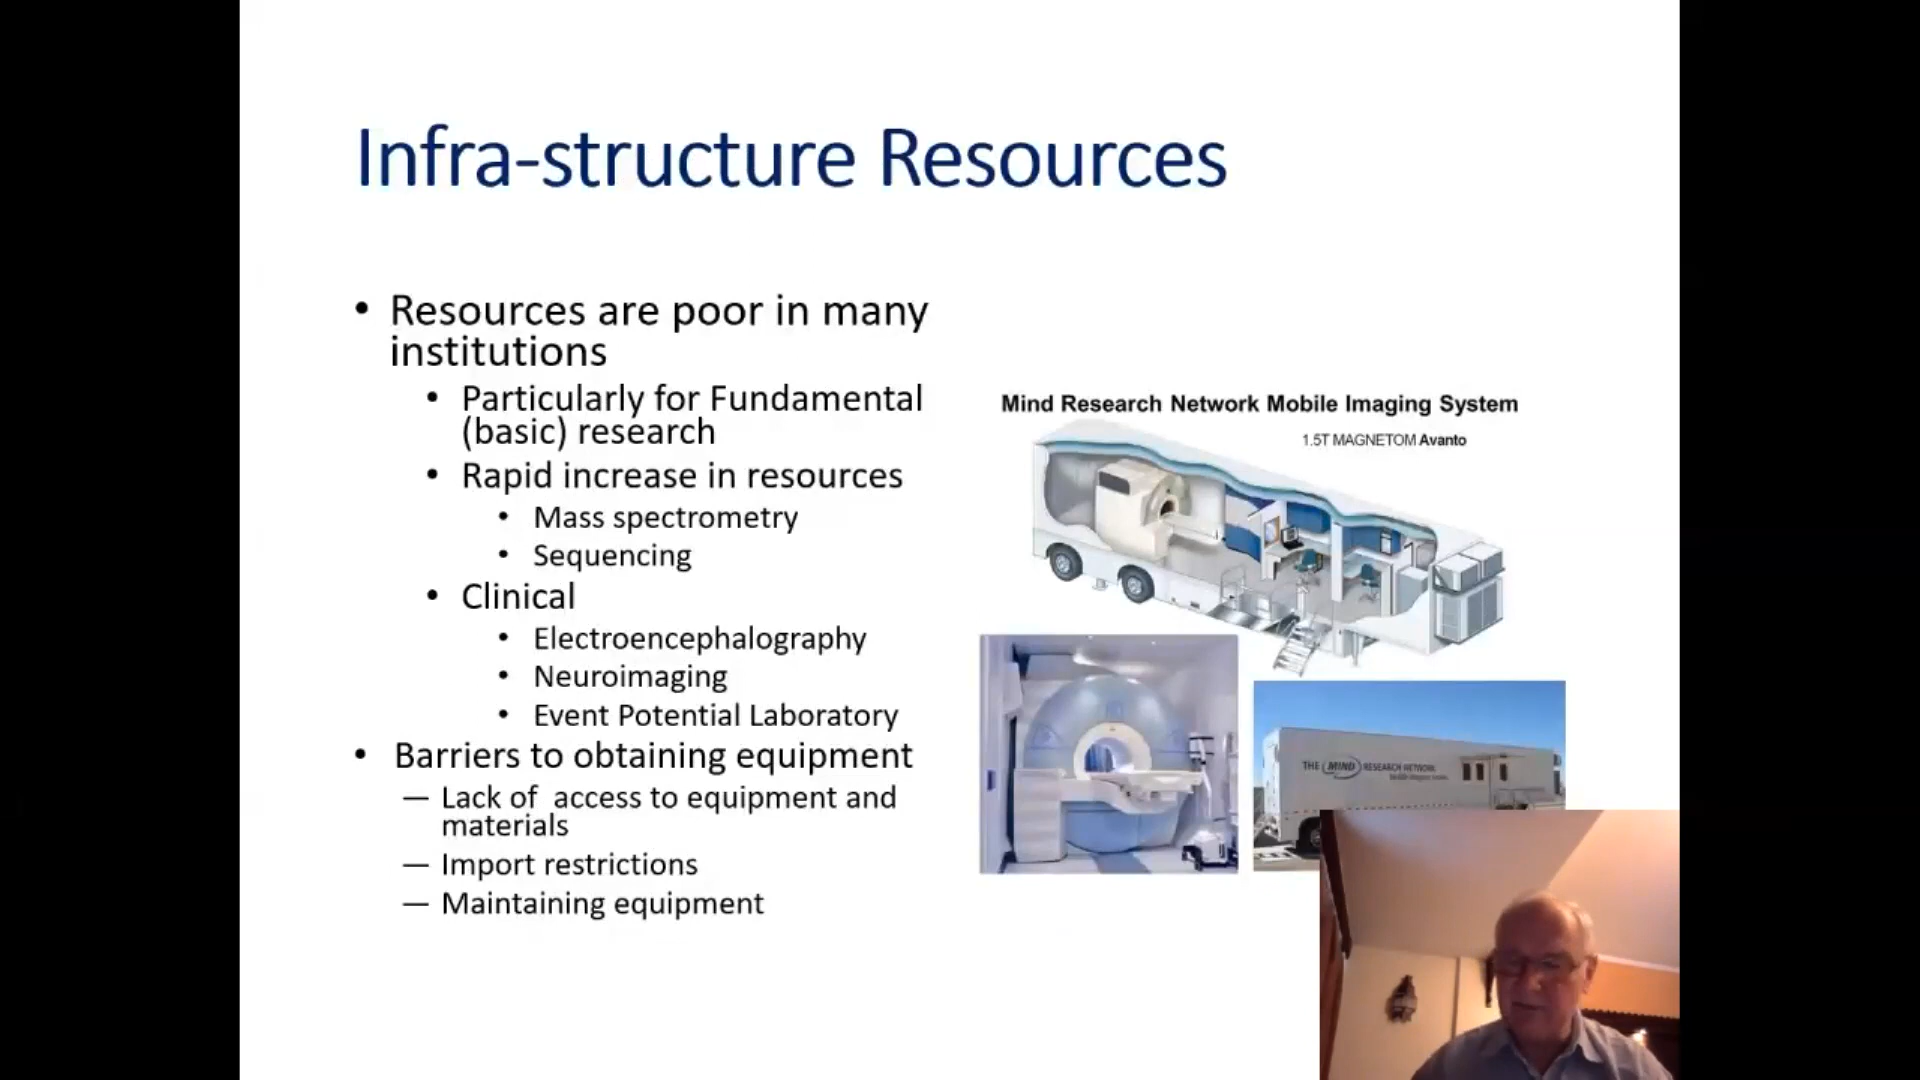 Infra-structure Resources
• Resources are poor in many
institutions
• Particularly for Fundamental
(basic) research
• Rapid increase in resources
• Mass spectrometry
• Sequencing
• Clinical
• Electroencephalography
• Neuroimaging
• Event Potential Laboratory
• Barriers to obtaining equipment
— Lack of  access to equipment and
materials
— Import restrictions
— Maintaining equipment
Mind Research Network Mobile Imaging System
1.5T MAGNETOM Avanto
THE MIND RESEARCH NETWORK